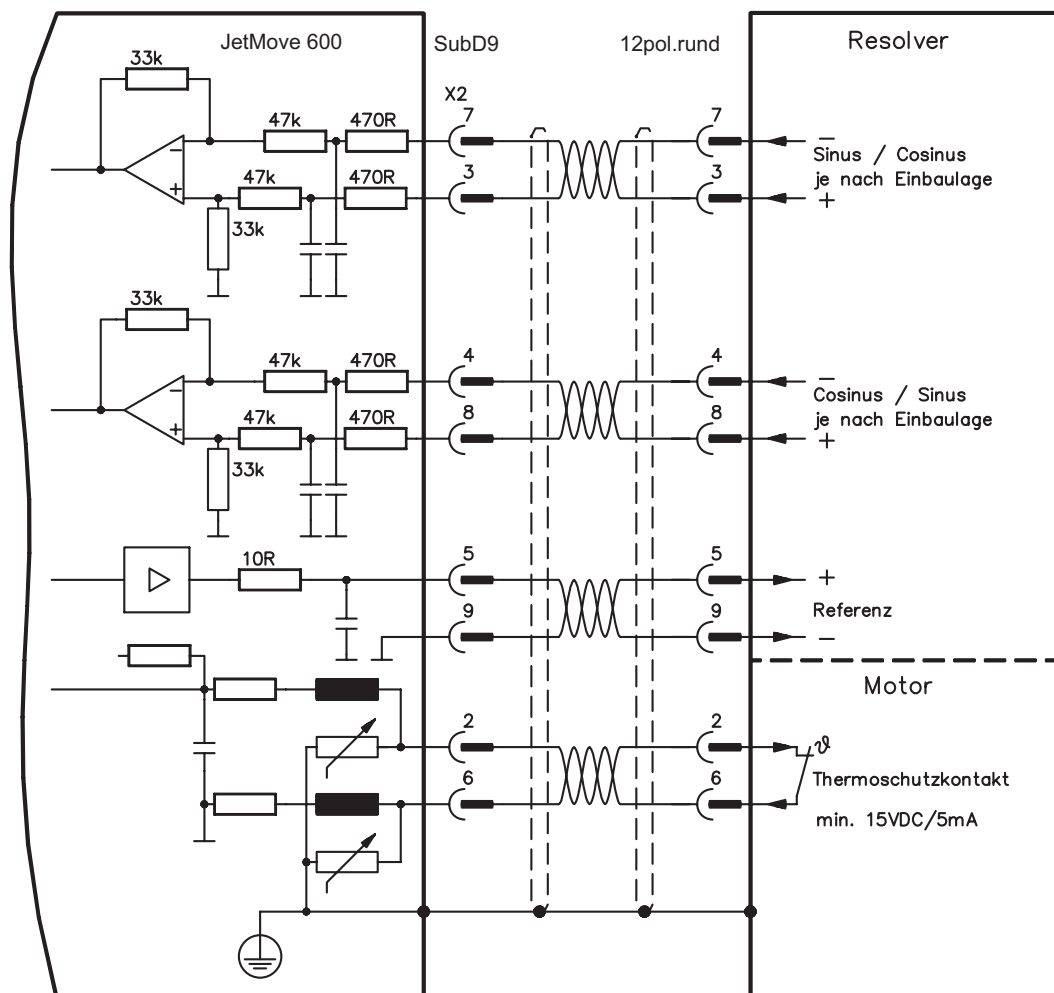 JetMove 600
SubD9
12pol.rund
Resolver
33k
X2
47k
470R
7
7
−
−
Sinus / Cosinus
je nach Einbaulage
+
47k
470R
3
3
+
33k
33k
47k
470R
4
4
−
−
Cosinus / Sinus
je nach Einbaulage
+
47k
470R
8
8
+
33k
10R
5
5
+
Referenz
9
9
−
Motor
2
2
ϑ
Thermoschutzkontakt
6
6
min. 15VDC/5mA